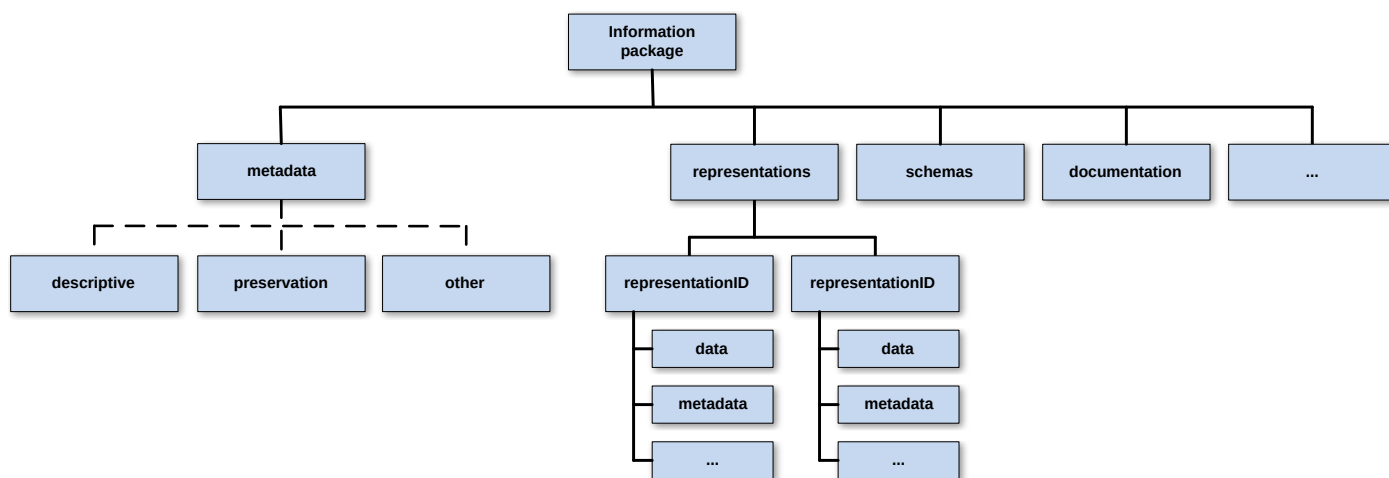 Information
package
metadata
representations
schemas
documentation
...
descriptive
preservation
other
representationID
representationID
data
data
metadata
metadata
...
...